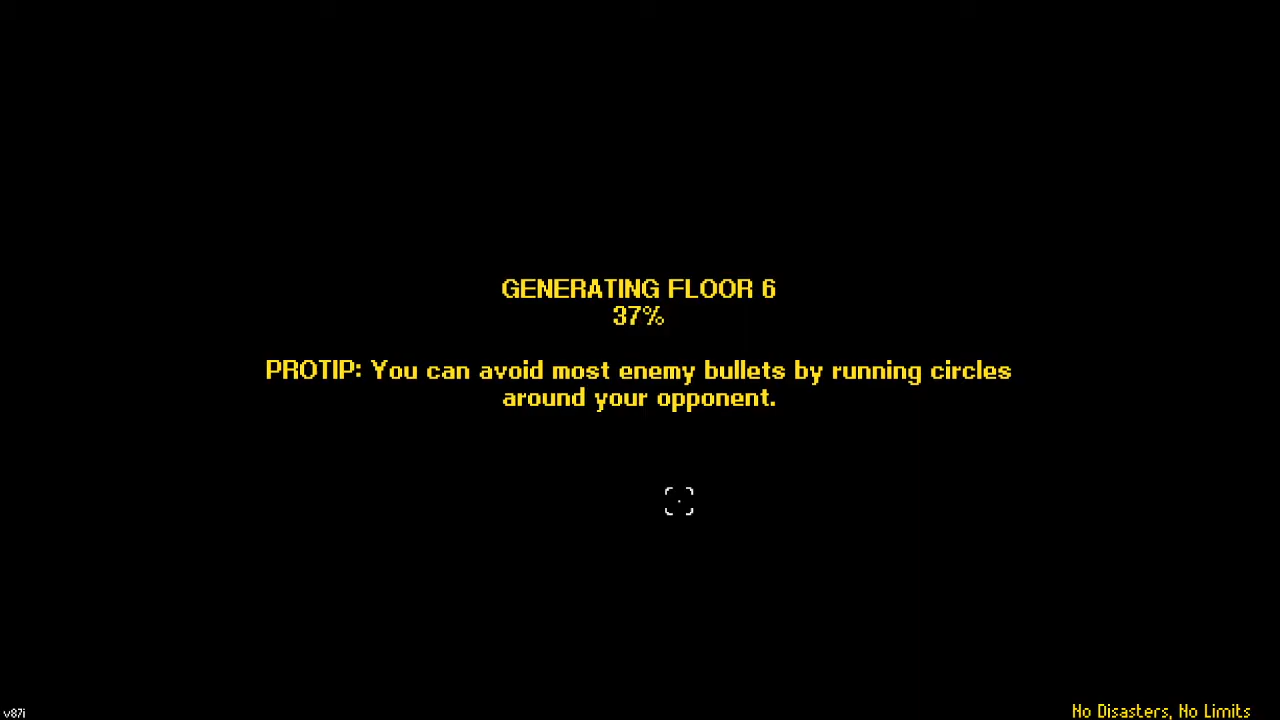 GENERATING FLOOR 6
37%
PROTIP: You can avoid most enemy bullets by running circles
around your opponent.
v87i
No Disasters, No Limits